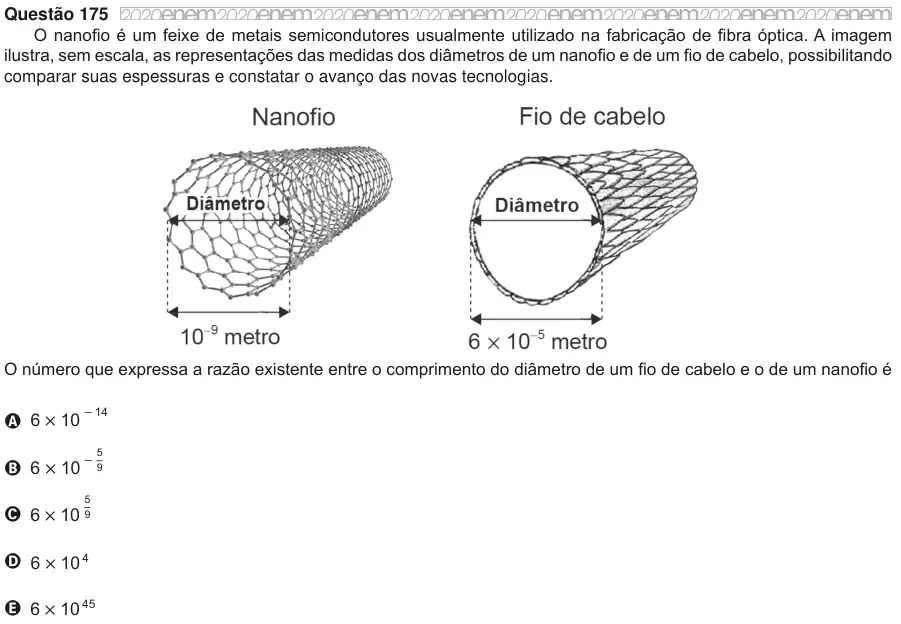 Questão 175 2020enem2020enem2020enem2020enem2020enem2020enem2020enem2020enem
O nanofio é um feixe de metais semicondutores usualmente utilizado na fabricação de fibra óptica. A imagem
ilustra, sem escala, as representações das medidas dos diâmetros de um nanofio e de um fio de cabelo, possibilitando
comparar suas espessuras e constatar o avanço das novas tecnologias.
Nanofio
Fio de cabelo
Diâmetro
Diâmetro
10⁻⁹ metro
6 × 10⁻⁵ metro
O número que expressa a razão existente entre o comprimento do diâmetro de um fio de cabelo e o de um nanofio é
A 6 × 10⁻¹⁴
B 6 × 10^(-5/9)
C 6 × 10^(5/9)
D 6 × 10⁴
E 6 × 10⁴⁵